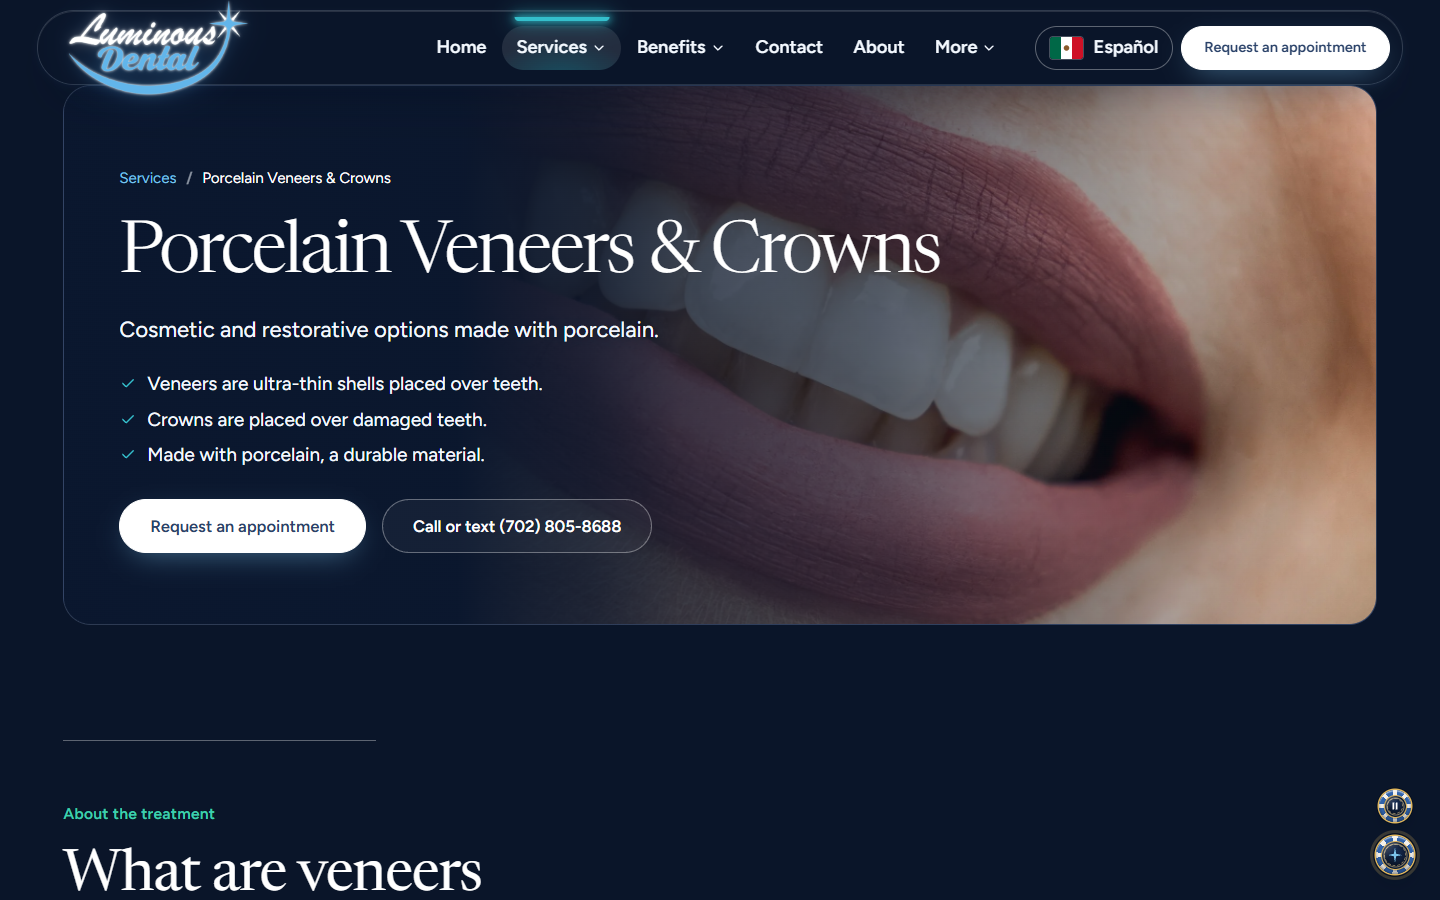 Luminous
Dental
Home
Services
Benefits
Contact
About
More
Español
Request an appointment
Services / Porcelain Veneers & Crowns
Porcelain Veneers & Crowns
Cosmetic and restorative options made with porcelain.
Veneers are ultra-thin shells placed over teeth.
Crowns are placed over damaged teeth.
Made with porcelain, a durable material.
Request an appointment
Call or text (702) 805-8688
About the treatment
What are veneers